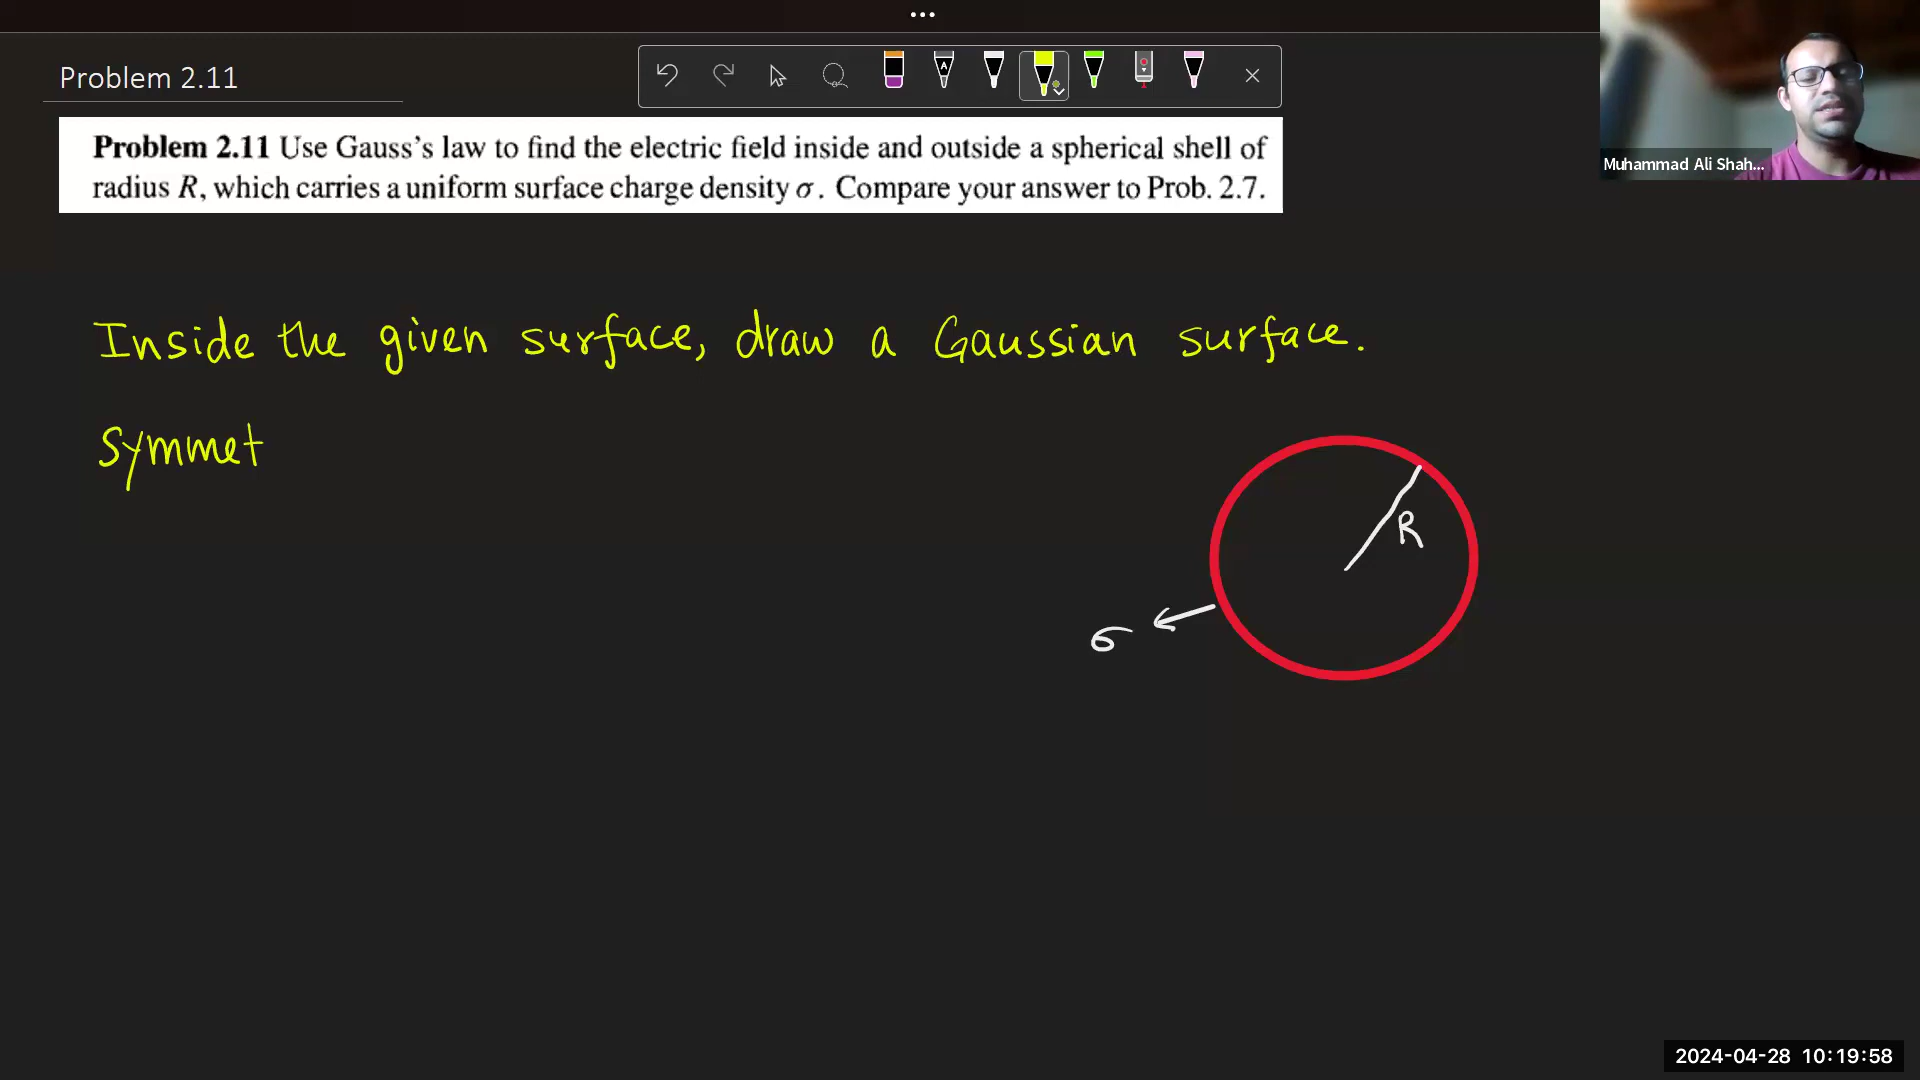 Problem 2.11
Muhammad Ali Shah...
Problem 2.11 Use Gauss's law to find the electric field inside and outside a spherical shell of
radius R, which carries a uniform surface charge density σ. Compare your answer to Prob. 2.7.
Inside the given surface, draw a Gaussian surface.
Symmet
R
σ
2024-04-28 10:19:58